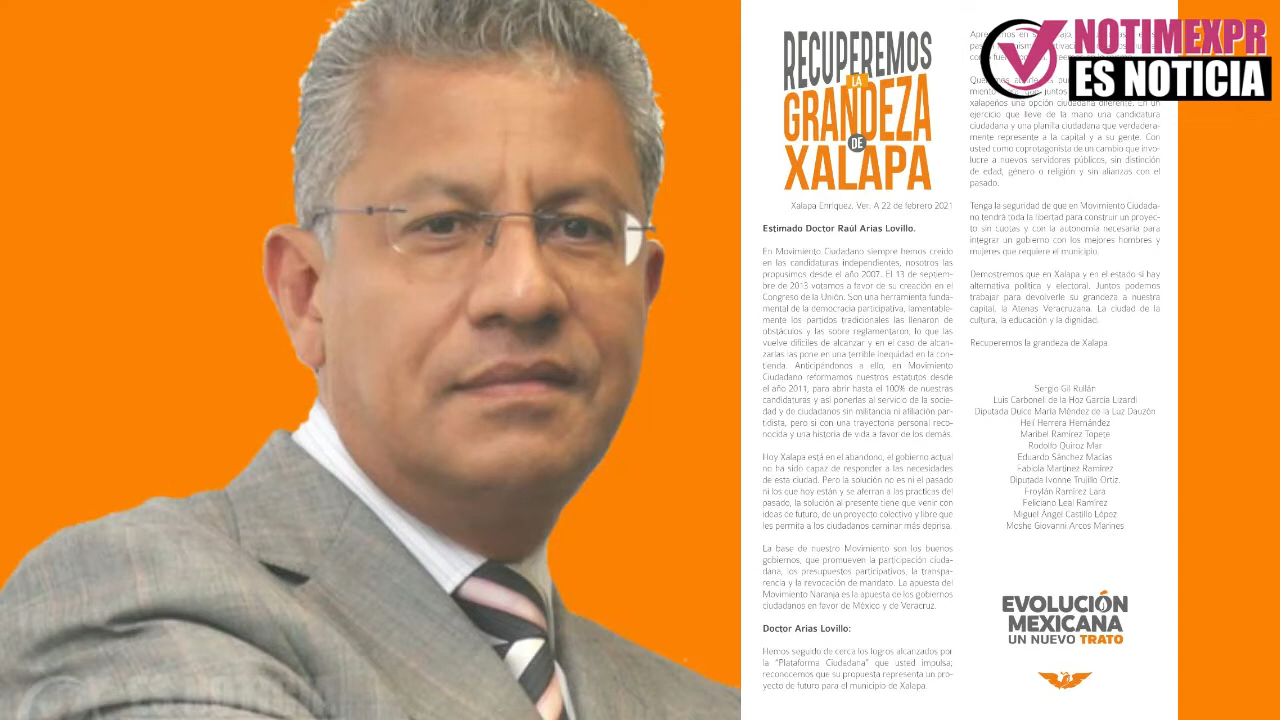 RECUPEREMOS
LA
GRANDEZA
DE
XALAPA
Xalapa Enríquez, Ver: A 22 de febrero 2021
Estimado Doctor Raúl Arias Lovillo.
En Movimiento Ciudadano siempre hemos creído
en las candidaturas independientes, nosotros las
propusimos desde el año 2007. El 13 de septiem-
bre de 2013 votamos a favor de su creación en el
Congreso de la Unión. Son una herramienta funda-
mental de la democracia participativa, lamentable-
mente los partidos tradicionales las llenaron de
obstáculos y las sobre reglamentaron, lo que las
vuelve difíciles de alcanzar y en el caso de alcan-
zarlas las pone en una terrible inequidad en la con-
tienda. Anticipándonos a ello, en Movimiento
Ciudadano reformamos nuestros estatutos desde
el año 2011, para abrir hasta el 100% de nuestras
candidaturas y así ponerlas al servicio de la socie-
dad y de ciudadanos sin militancia ni afiliación par-
tidista, pero si con una trayectoria personal reco-
nocida y una historia de vida a favor de los demás.
Hoy Xalapa está en el abandono, el gobierno actual
no ha sido capaz de responder a las necesidades
de esta ciudad. Pero la solución no es ni el pasado
ni los que hoy están y se aferran a las practicas del
pasado, la solución al presente tiene que venir con
ideas de futuro, de un proyecto colectivo y libre que
les permita a los ciudadanos caminar más deprisa.
La base de nuestro Movimiento son los buenos
gobiernos, que promueven la participación ciuda-
dana, los presupuestos participativos, la transpa-
rencia y la revocación de mandato. La apuesta del
Movimiento Naranja es la apuesta de los gobiernos
ciudadanos en favor de México y de Veracruz.
Doctor Arias Lovillo:
Hemos seguido de cerca los logros alcanzados por
la "Plataforma Ciudadana" que usted impulsa;
reconocemos que su propuesta representa un pro-
yecto de futuro para el municipio de Xalapa.
NOTIMEXPR
ES NOTICIA
juntos
xalapeños una opción ciudadana diferente. En un
ejercicio que lleve de la mano una candidatura
ciudadana y una planilla ciudadana que verdadera-
mente represente a la capital y a su gente. Con
usted como coprotagonista de un cambio que invo-
lucre a nuevos servidores públicos, sin distinción
de edad, género o religión y sin alianzas con el
pasado.
Tenga la seguridad de que en Movimiento Ciudada-
no tendrá toda la libertad para construir un proyec-
to sin cuotas y con la autonomía necesaria para
integrar un gobierno con los mejores hombres y
mujeres que requiere el municipio.
Demostremos que en Xalapa y en el estado sí hay
alternativa política y electoral. Juntos podemos
trabajar para devolverle su grandeza a nuestra
capital, la Atenas Veracruzana. La ciudad de la
cultura, la educación y la dignidad.
Recuperemos la grandeza de Xalapa.
Sergio Gil Rullán
Luis Carbonell de la Hoz García Lizardi
Diputada Dulce María Méndez de la Luz Dauzón
Helí Herrera Hernández
Maribel Ramírez Topete
Rodolfo Quiroz Mar
Eduardo Sánchez Macías
Fabiola Martínez Ramírez
Diputada Ivonne Trujillo Ortiz.
Froylán Ramírez Lara
Feliciano Leal Ramírez
Miguel Ángel Castillo López
Moshe Giovanni Arcos Marines
EVOLUCIÓN
MEXICANA
UN NUEVO TRATO